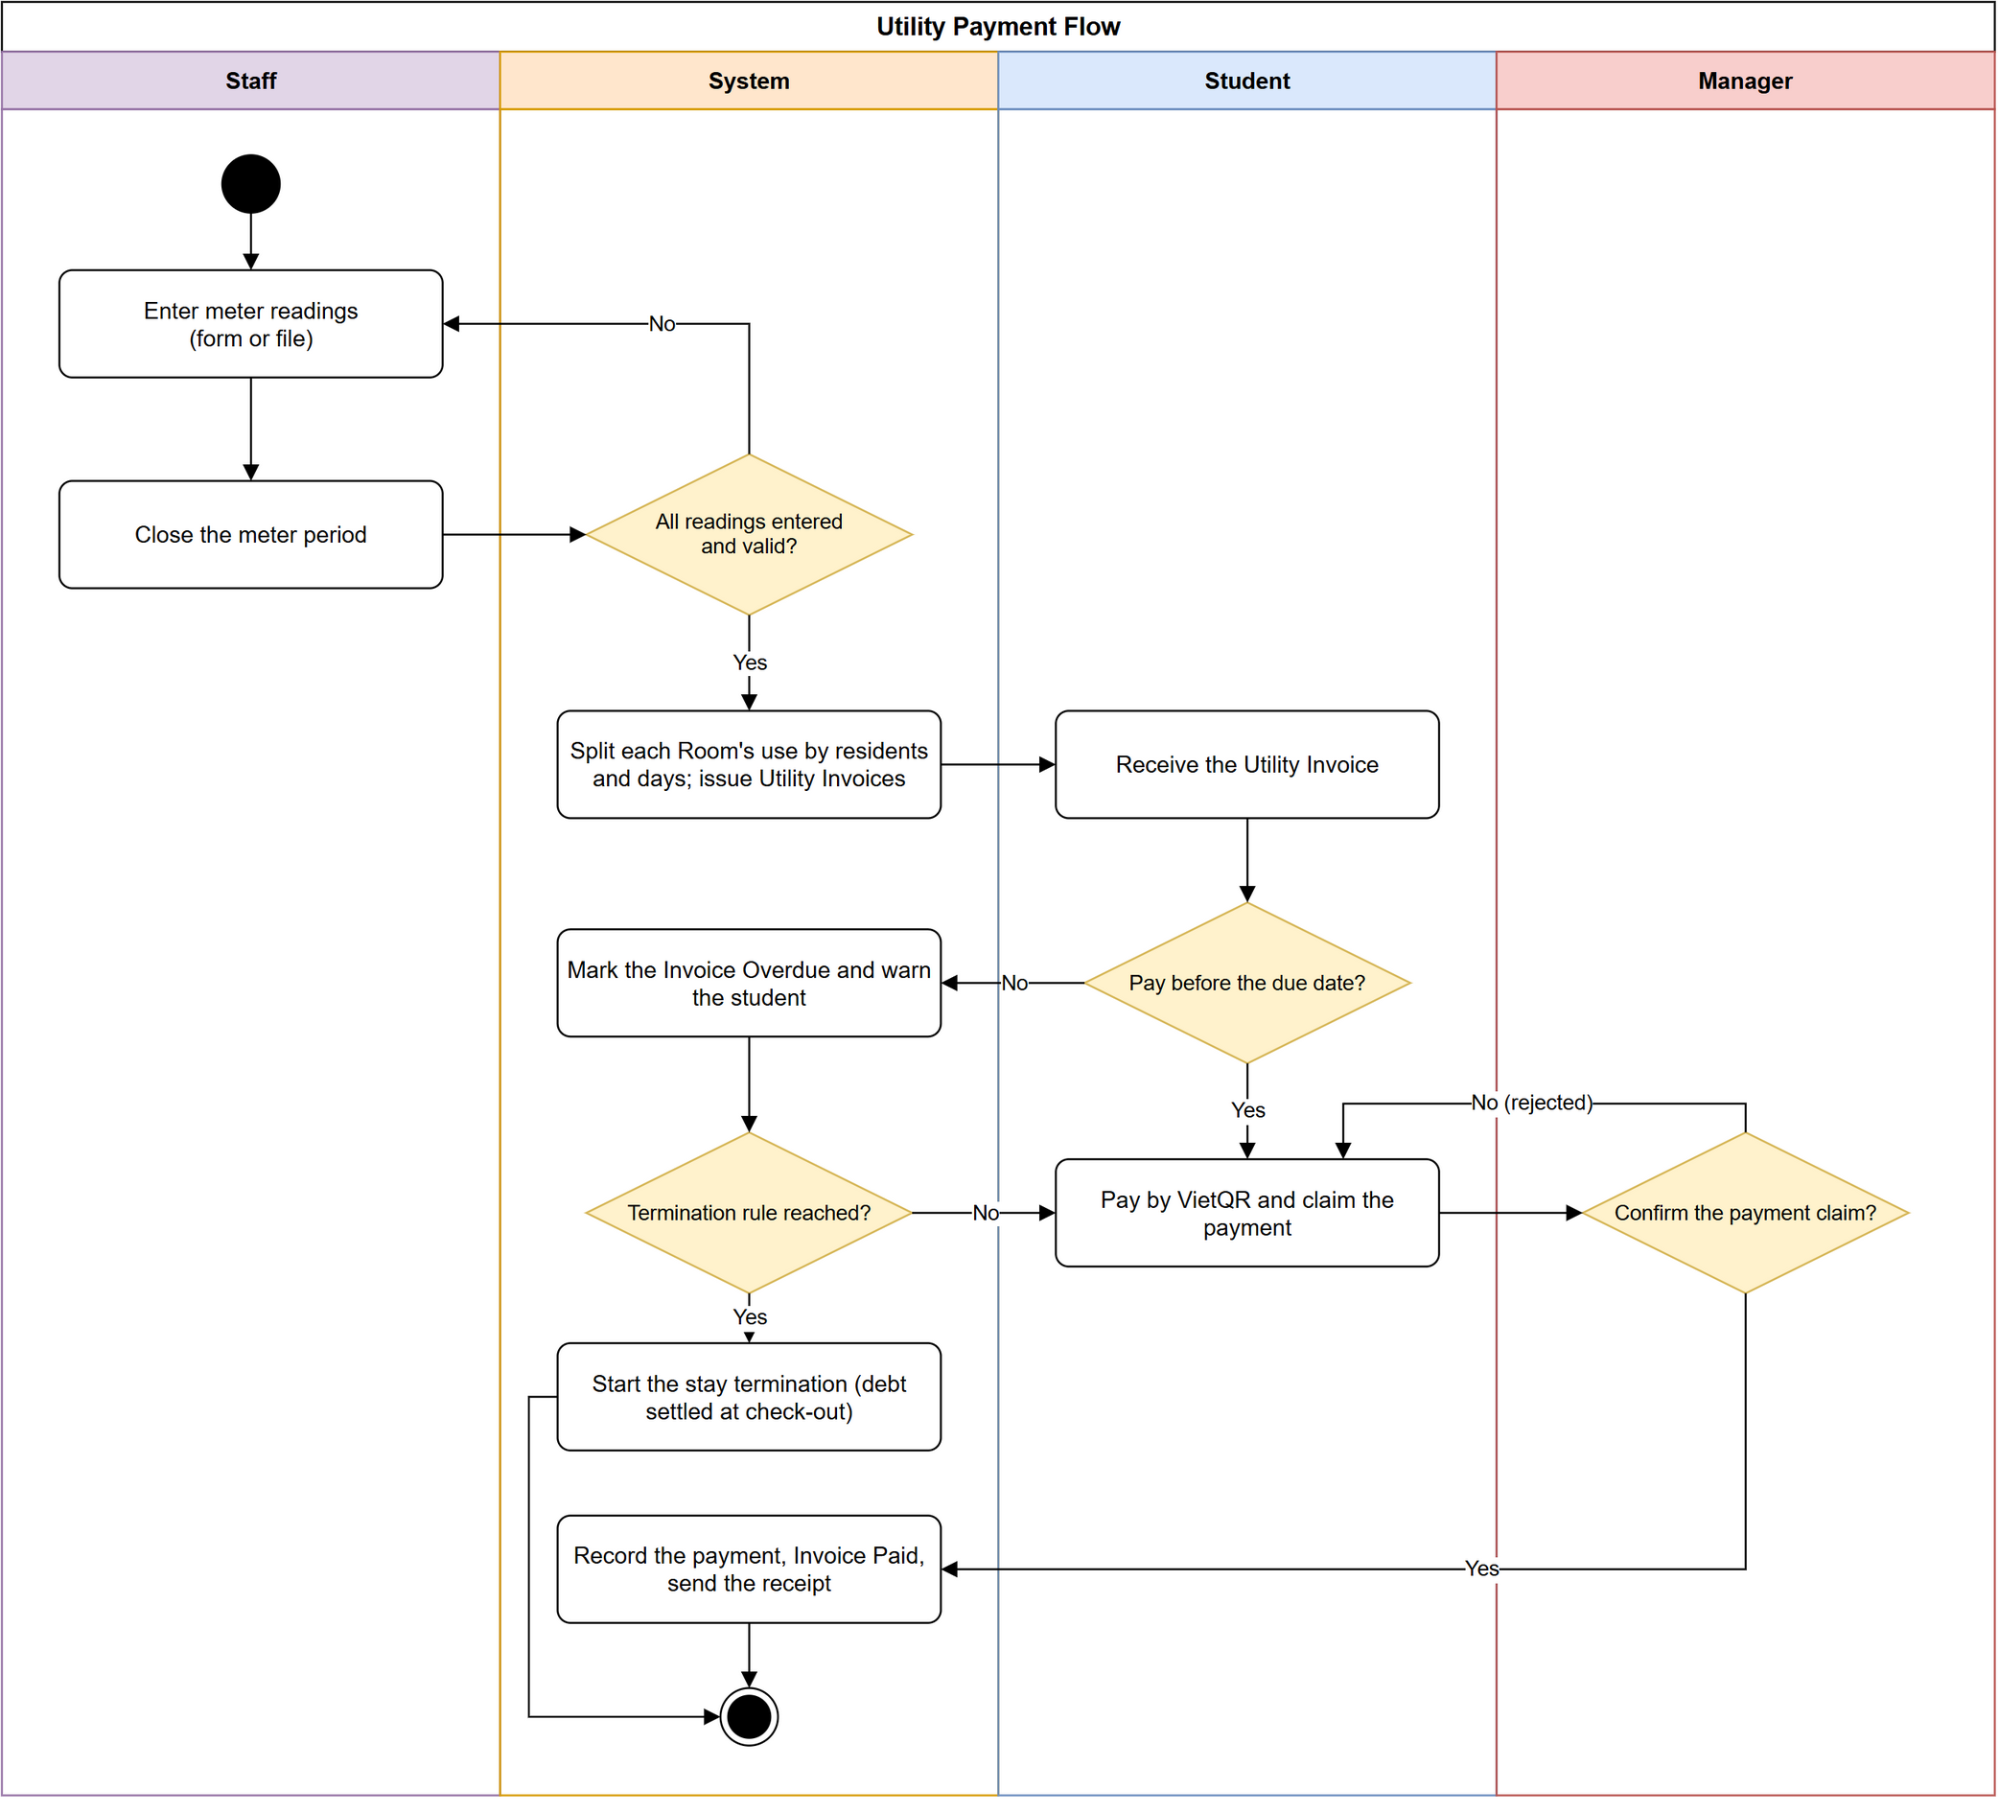 Utility Payment Flow
Staff
System
Student
Manager
Enter meter readings
(form or file)
No
Close the meter period
All readings entered
and valid?
Yes
Split each Room's use by residents
and days; issue Utility Invoices
Receive the Utility Invoice
Mark the Invoice Overdue and warn
the student
No
Pay before the due date?
Yes
No (rejected)
Termination rule reached?
No
Pay by VietQR and claim the
payment
Confirm the payment claim?
Yes
Start the stay termination (debt
settled at check-out)
Record the payment, Invoice Paid,
send the receipt
Yes